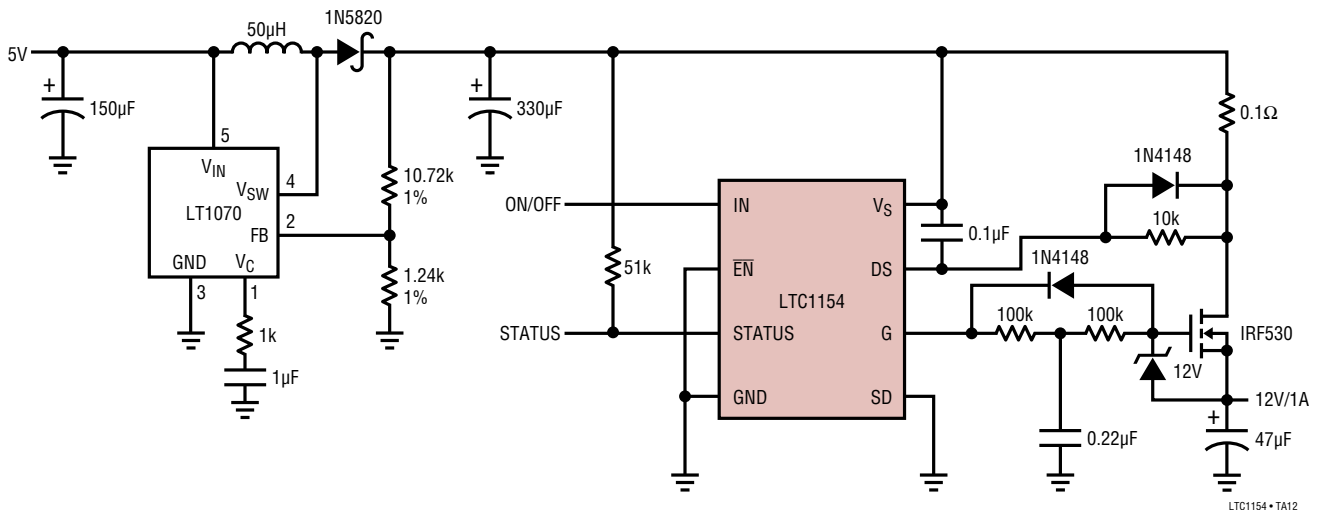 5V
50µH
1N5820
150µF
330µF
0.1Ω
5
VIN
VSW
4
LT1070
2
FB
GND
VC
3
1
10.72k
1%
1.24k
1%
1k
1µF
ON/OFF
51k
STATUS
IN
VS
EN
DS
LTC1154
STATUS
G
GND
SD
0.1µF
1N4148
10k
1N4148
100k
100k
IRF530
12V
12V/1A
0.22µF
47µF
+
+
+
LTC1154 • TA12